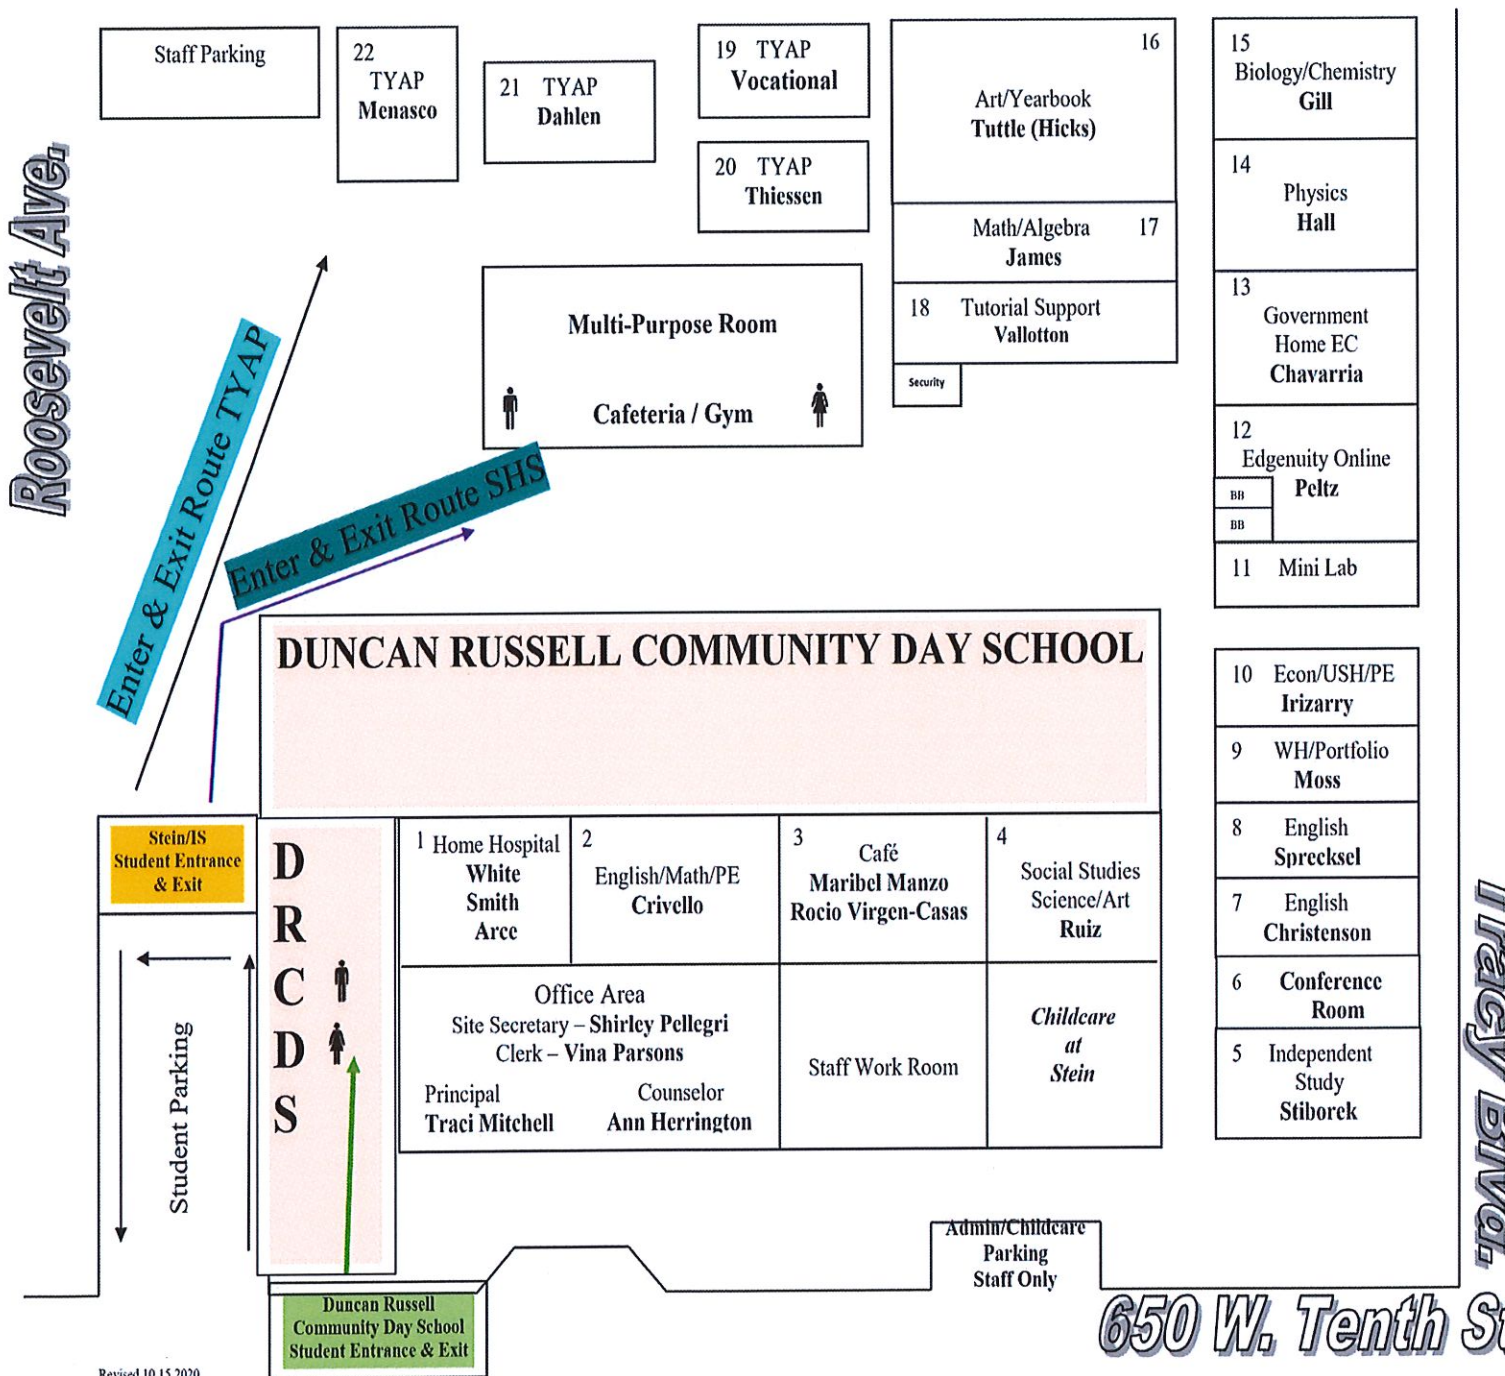 Staff Parking
22
TYAP
Menasco
21 TYAP
Dahlen
19 TYAP
Vocational
20 TYAP
Thiessen
16
Art/Yearbook
Tuttle (Hicks)
Math/Algebra 17
James
18 Tutorial Support
Vallotton
Security
15
Biology/Chemistry
Gill
14
Physics
Hall
13
Government
Home EC
Chavarria
12
Edgenuity Online
Peltz
BB
BB
11 Mini Lab
Roosevelt Ave.
Multi-Purpose Room
Cafeteria / Gym
Enter & Exit Route TYAP
Enter & Exit Route SHS
DUNCAN RUSSELL COMMUNITY DAY SCHOOL
10 Econ/USH/PE
Irizarry
9 WH/Portfolio
Moss
8 English
Sprecksel
7 English
Christenson
6 Conference
Room
5 Independent
Study
Stiborek
Stein/IS
Student Entrance
& Exit
D
R
C
D
S
1 Home Hospital
White
Smith
Arce
2
English/Math/PE
Crivello
3
Café
Maribel Manzo
Rocio Virgen-Casas
4
Social Studies
Science/Art
Ruiz
Office Area
Site Secretary – Shirley Pellegri
Clerk – Vina Parsons
Principal
Traci Mitchell
Counselor
Ann Herrington
Staff Work Room
Childcare
at
Stein
Student Parking
Tracy Blvd.
Admin/Childcare
Parking
Staff Only
650 W. Tenth St
Duncan Russell
Community Day School
Student Entrance & Exit
Revised 10.15.2020